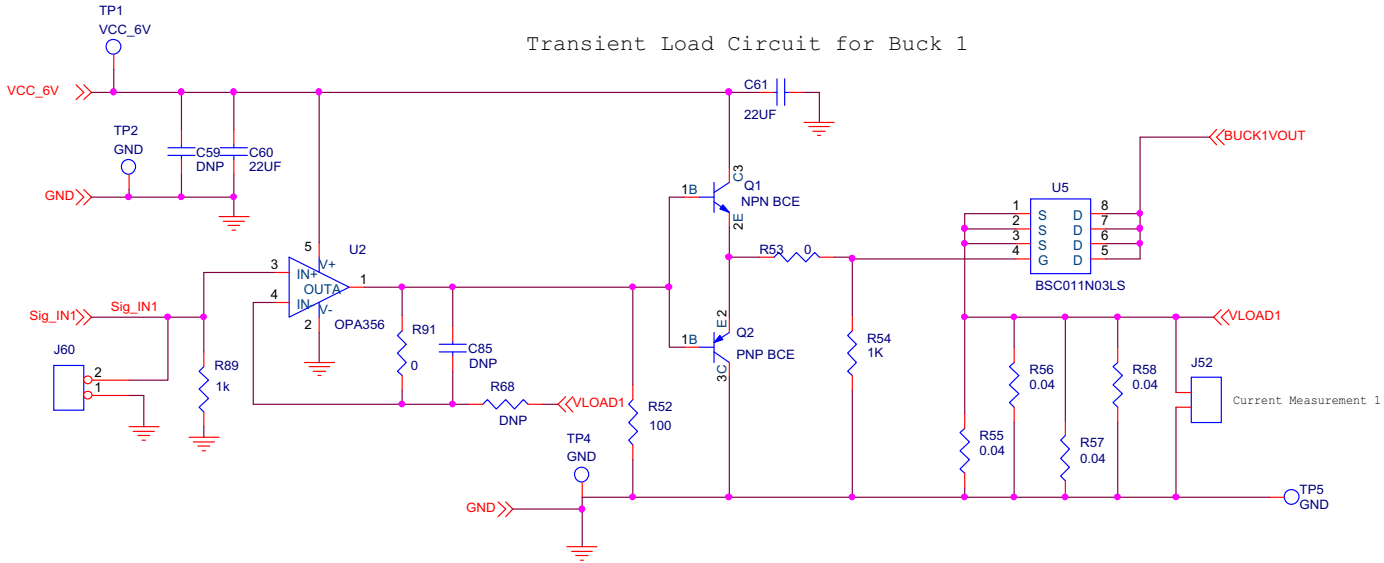 Transient Load Circuit for Buck 1
TP1
VCC_6V
VCC_6V
C61
22UF
TP2
GND
C59
DNP
C60
22UF
GND
BUCK1VOUT
C3
1B
Q1
NPN BCE
2E
U5
1 S D 8
2 S D 7
3 S D 6
4 G D 5
BSC011N03LS
R53 0
U2
5
V+
3
IN+
1
OUTA
4
IN-
V-
2
OPA356
Sig_IN1
Sig_IN1
J60
2
1
R89
1k
R91
0
C85
DNP
R68
DNP
VLOAD1
R52
100
E2
1B
Q2
PNP BCE
3C
R54
1K
VLOAD1
R56
0.04
R58
0.04
J52
Current Measurement 1
R55
0.04
R57
0.04
TP4
GND
GND
TP5
GND